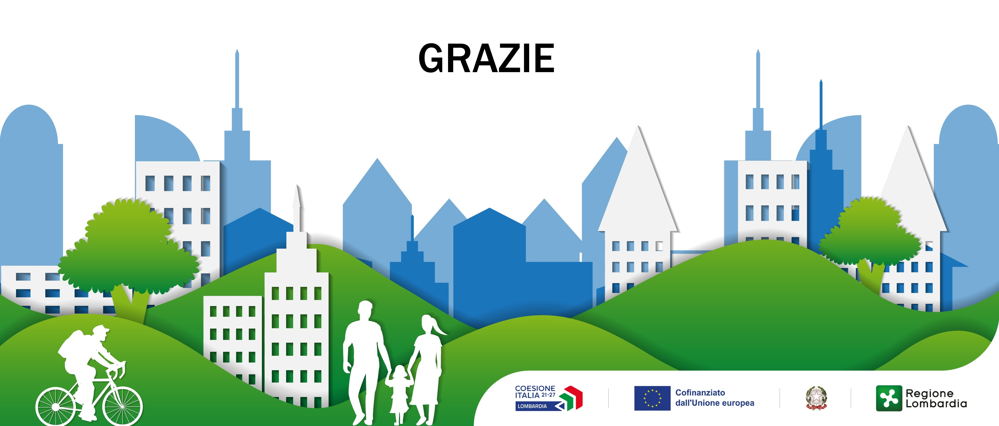 GRAZIE
COESIONE
ITALIA 21-27
LOMBARDIA
Cofinanziato
dall'Unione europea
Regione
Lombardia